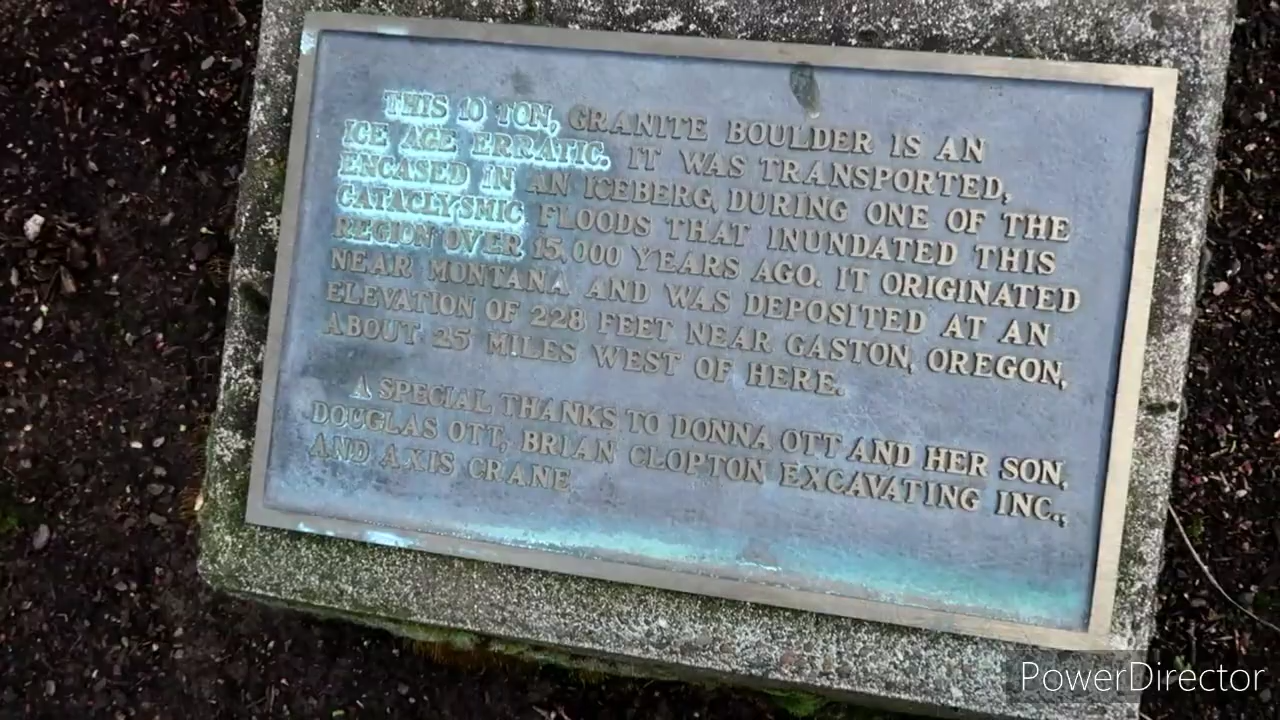 THIS 10 TON, GRANITE BOULDER IS AN
ICE AGE ERRATIC. IT WAS TRANSPORTED,
ENCASED IN AN ICEBERG, DURING ONE OF THE
CATACLYSMIC FLOODS THAT INUNDATED THIS
REGION OVER 15,000 YEARS AGO. IT ORIGINATED
NEAR MONTANA AND WAS DEPOSITED AT AN
ELEVATION OF 228 FEET NEAR GASTON, OREGON,
ABOUT 25 MILES WEST OF HERE.
A SPECIAL THANKS TO DONNA OTT AND HER SON,
DOUGLAS OTT, BRIAN CLOPTON EXCAVATING INC.,
AND AXIS CRANE
PowerDirector